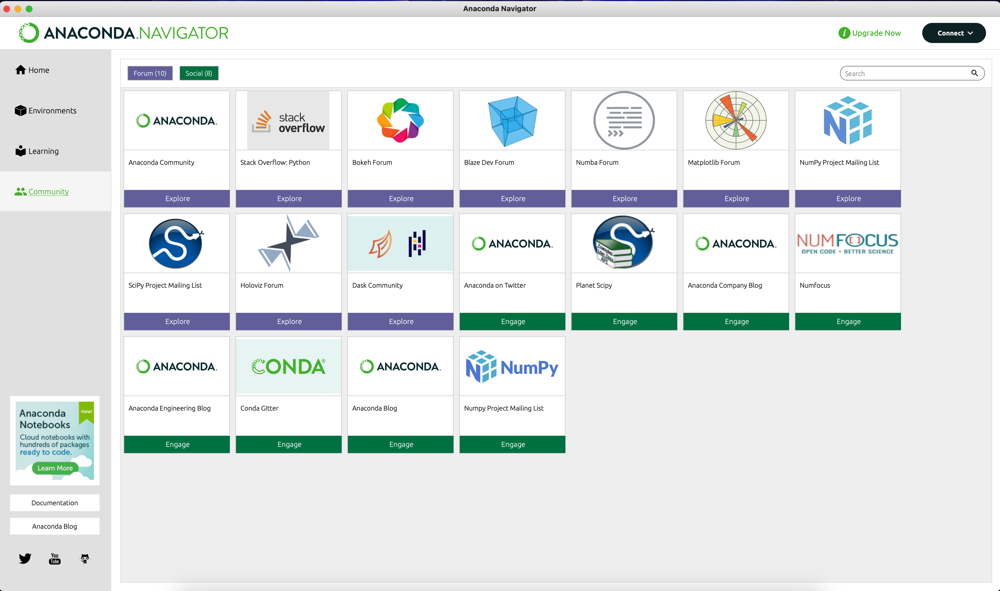 Anaconda Navigator
ANACONDA.NAVIGATOR
Upgrade Now
Connect
Home
Environments
Learning
Community
Forum (10)
Social (8)
Search
ANACONDA.
stack
overflow
Anaconda Community
Stack Overflow: Python
Bokeh Forum
Blaze Dev Forum
Numba Forum
Matplotlib Forum
NumPy Project Mailing List
Explore
Explore
Explore
Explore
Explore
Explore
Explore
ANACONDA.
Examples
User Docs
API
ANACONDA.
NUMFOCUS
OPEN CODE = BETTER SCIENCE
SciPy Project Mailing List
Holoviz Forum
Dask Community
Anaconda on Twitter
Planet Scipy
Anaconda Company Blog
Numfocus
Explore
Explore
Explore
Engage
Engage
Engage
Engage
ANACONDA.
CONDA®
ANACONDA.
NumPy
Anaconda Engineering Blog
Conda GItter
Anaconda Blog
Numpy Project Mailing List
Engage
Engage
Engage
Engage
Anaconda
Notebooks
New!
Cloud notebooks with
hundreds of packages
ready to code.
Learn More
Documentation
Anaconda Blog
You
Tube